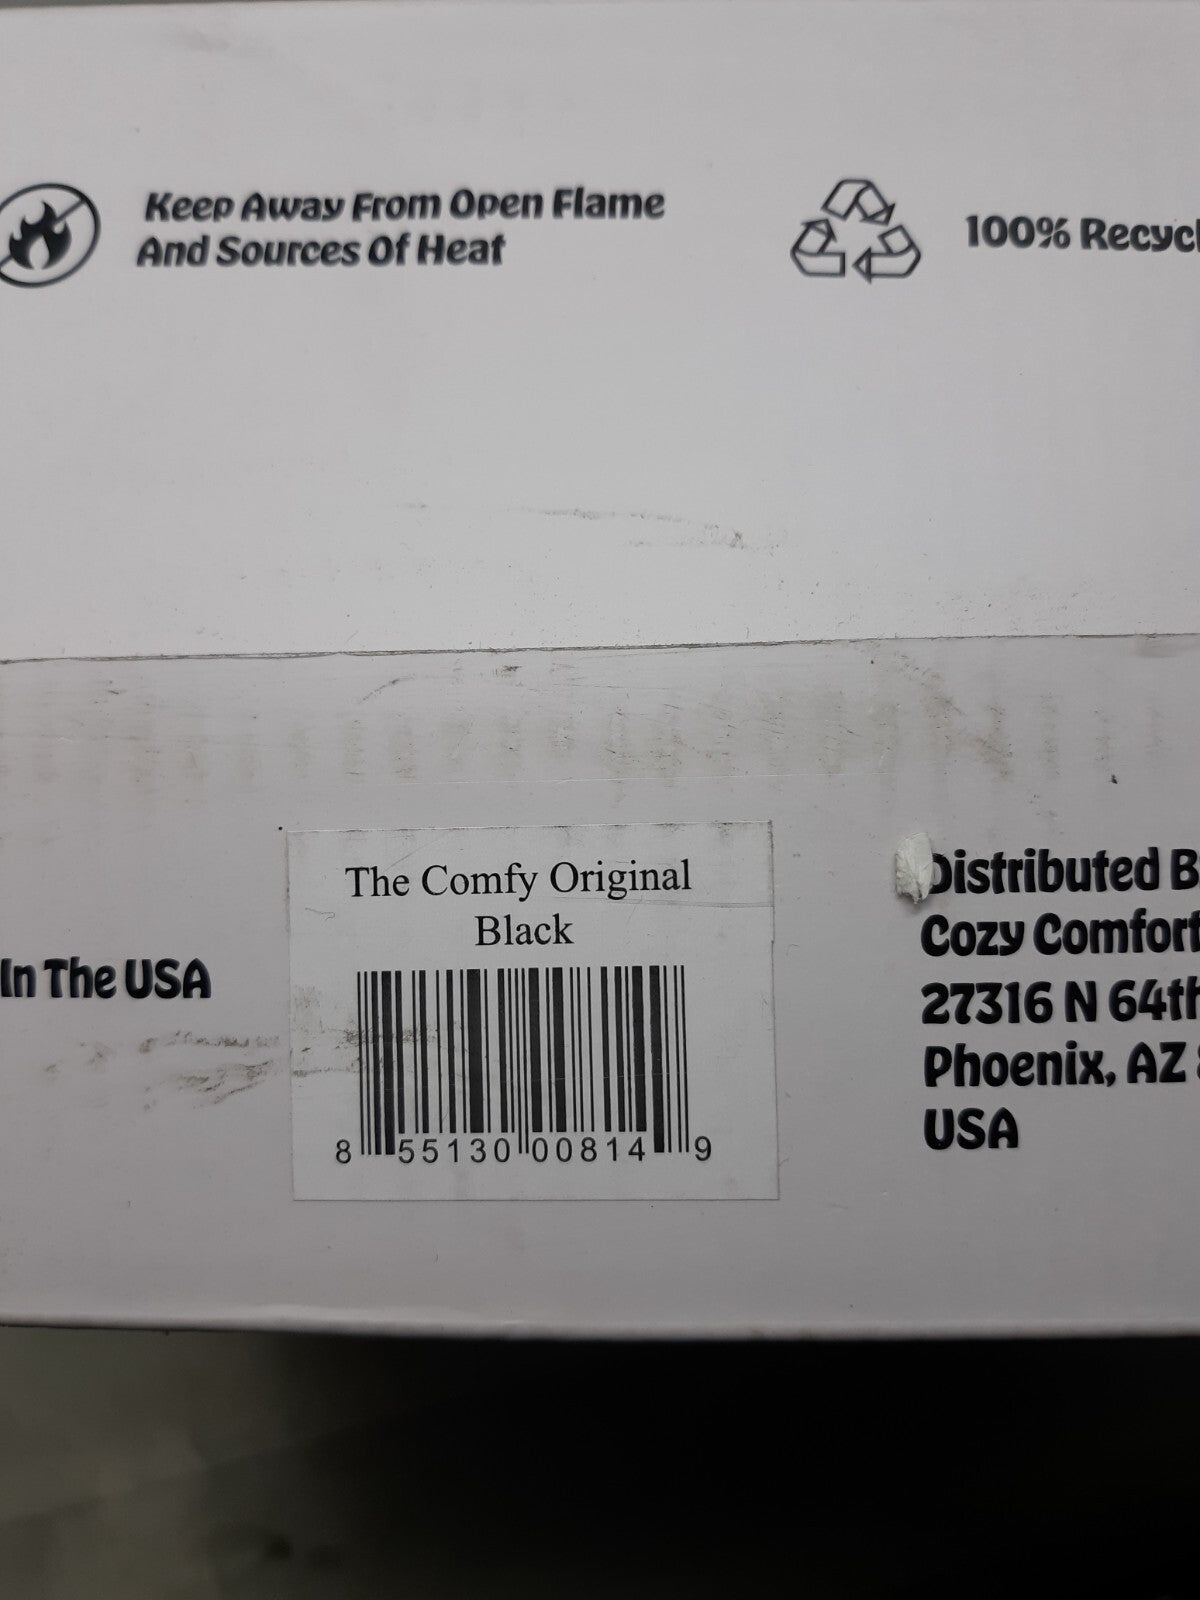 Keep Away From Open Flame
And Sources Of Heat
100% Recycl
The Comfy Original
Black
8 55130 00814 9
In The USA
Distributed B
Cozy Comfort
27316 N 64th
Phoenix, AZ
USA